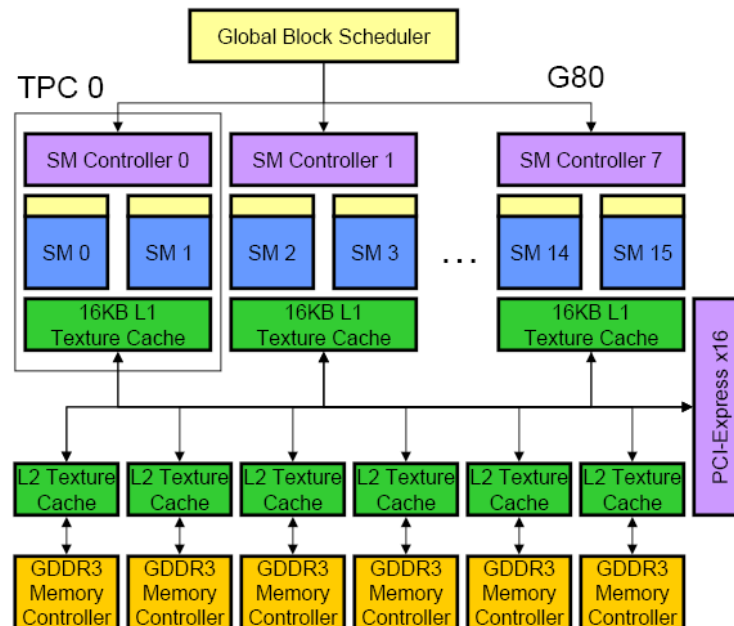 Global Block Scheduler
TPC 0
G80
SM Controller 0
SM Controller 1
SM Controller 7
SM 0
SM 1
SM 2
SM 3
...
SM 14
SM 15
16KB L1
Texture Cache
16KB L1
Texture Cache
16KB L1
Texture Cache
PCI-Express x16
L2 Texture
Cache
L2 Texture
Cache
L2 Texture
Cache
L2 Texture
Cache
L2 Texture
Cache
L2 Texture
Cache
GDDR3
Memory
Controller
GDDR3
Memory
Controller
GDDR3
Memory
Controller
GDDR3
Memory
Controller
GDDR3
Memory
Controller
GDDR3
Memory
Controller